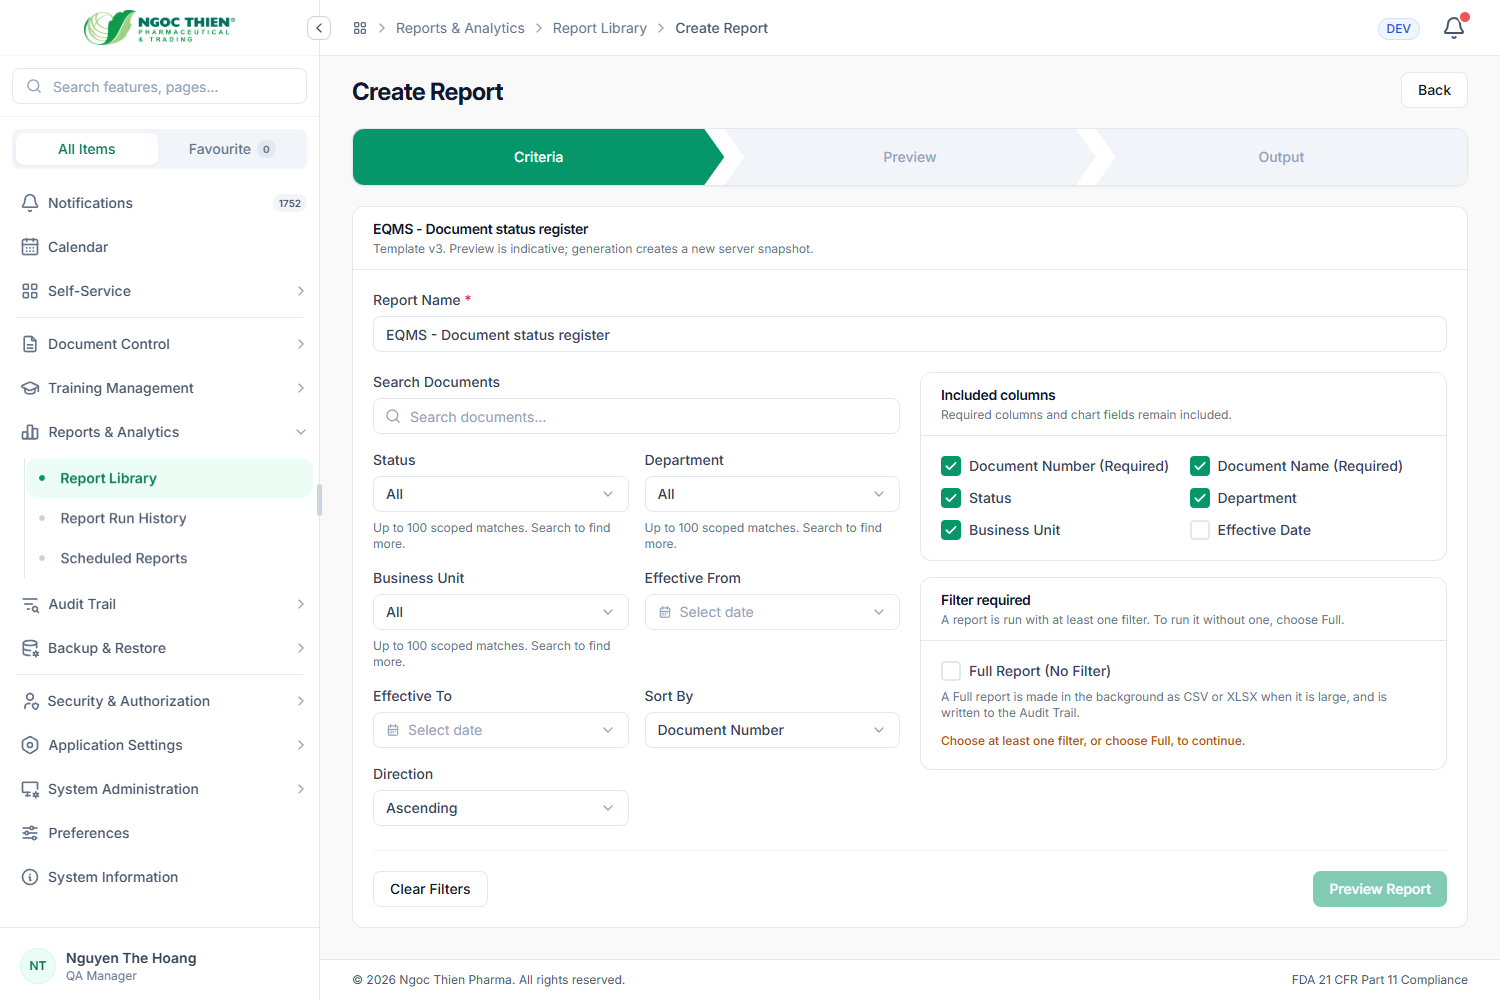 NGOC THIEN®
PHARMACEUTICAL
& TRADING
Search features, pages...
All Items
Favourite 0
Notifications 1752
Calendar
Self-Service
Document Control
Training Management
Reports & Analytics
Report Library
Report Run History
Scheduled Reports
Audit Trail
Backup & Restore
Security & Authorization
Application Settings
System Administration
Preferences
System Information
NT
Nguyen The Hoang
QA Manager
Reports & Analytics > Report Library > Create Report
DEV
Create Report
Back
Criteria
Preview
Output
EQMS - Document status register
Template v3. Preview is indicative; generation creates a new server snapshot.
Report Name *
EQMS - Document status register
Search Documents
Search documents...
Status
Department
All
All
Up to 100 scoped matches. Search to find
more.
Up to 100 scoped matches. Search to find
more.
Business Unit
Effective From
All
Select date
Up to 100 scoped matches. Search to find
more.
Effective To
Sort By
Select date
Document Number
Direction
Ascending
Included columns
Required columns and chart fields remain included.
Document Number (Required)
Document Name (Required)
Status
Department
Business Unit
Effective Date
Filter required
A report is run with at least one filter. To run it without one, choose Full.
Full Report (No Filter)
A Full report is made in the background as CSV or XLSX when it is large, and is
written to the Audit Trail.
Choose at least one filter, or choose Full, to continue.
Clear Filters
Preview Report
© 2026 Ngoc Thien Pharma. All rights reserved.
FDA 21 CFR Part 11 Compliance